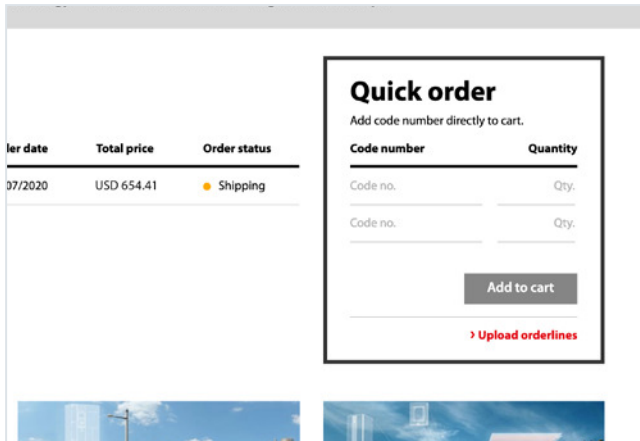 Quick order
Add code number directly to cart.
der date Total price Order status
07/2020 USD 654.41 Shipping
Code number Quantity
Code no. Qty.
Code no. Qty.
Add to cart
› Upload orderlines